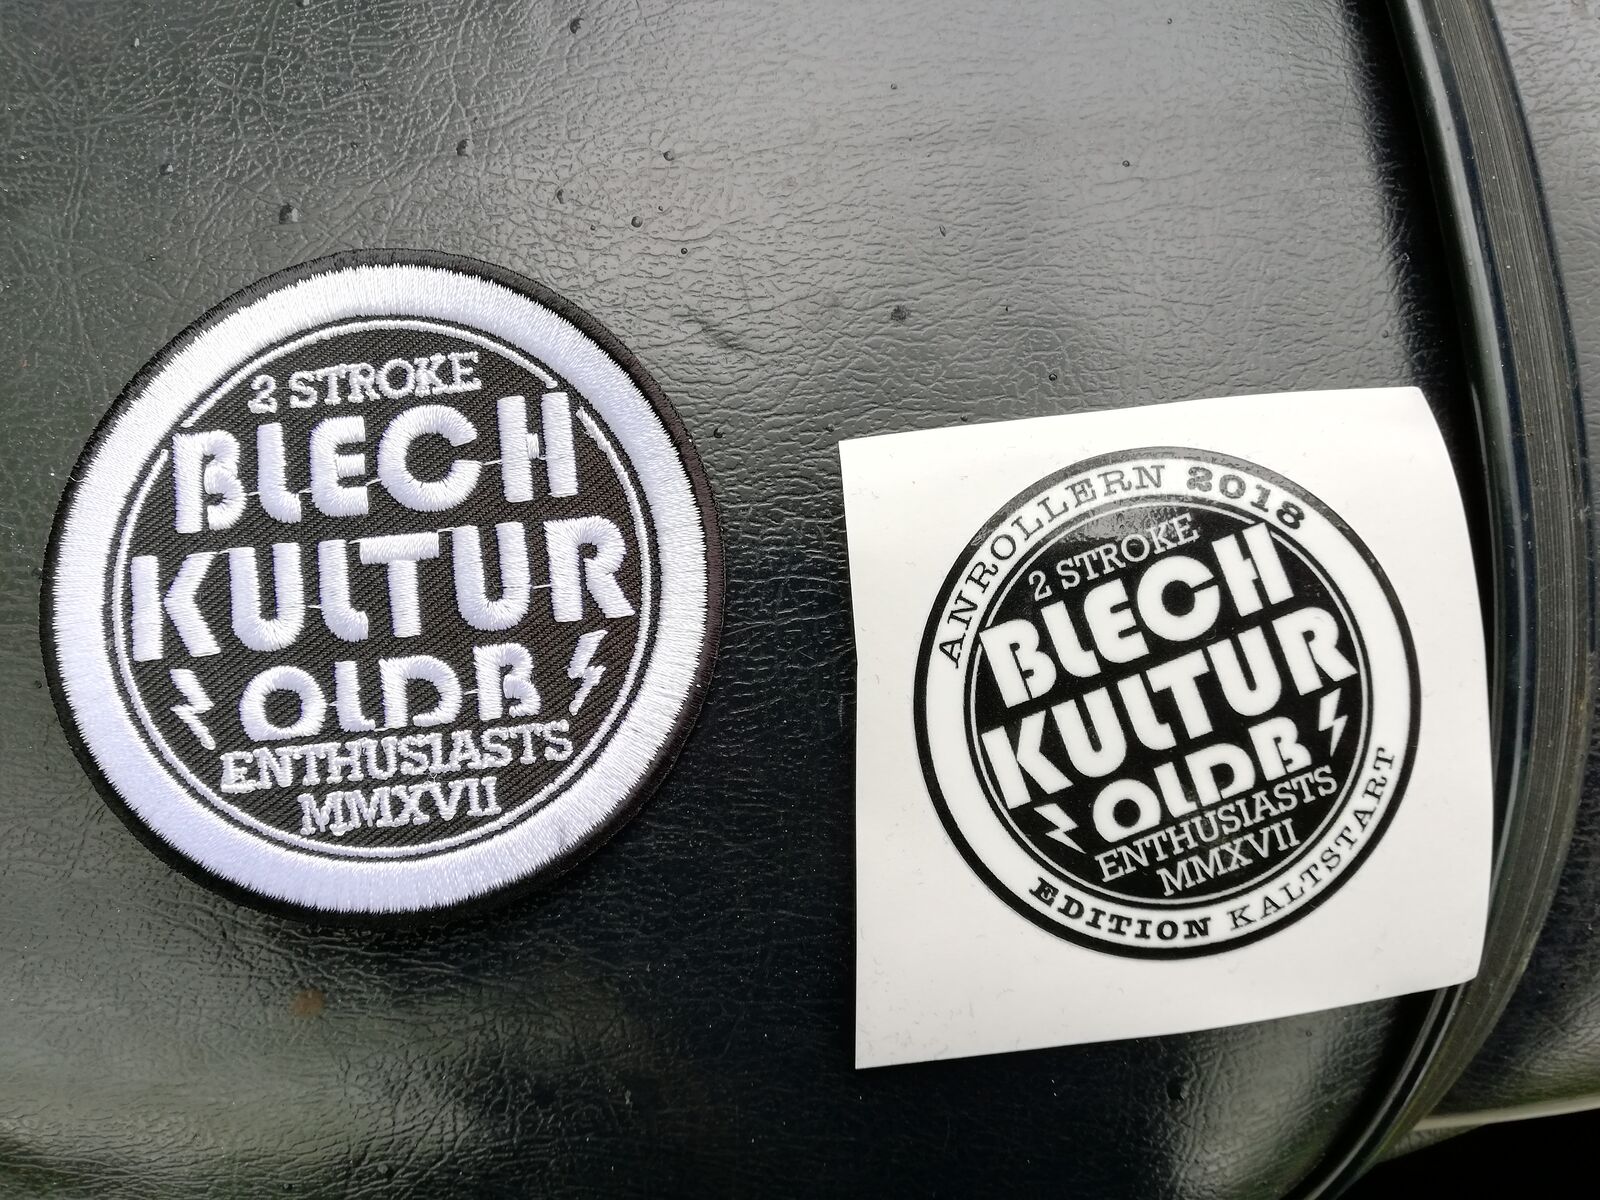 2 STROKE
BLECH
KULTUR
OLDB
ENTHUSIASTS
MMXVII
ANROLLERN 2018
2 STROKE
BLECH
KULTUR
OLDB
ENTHUSIASTS
MMXVII
EDITION KALTSTART